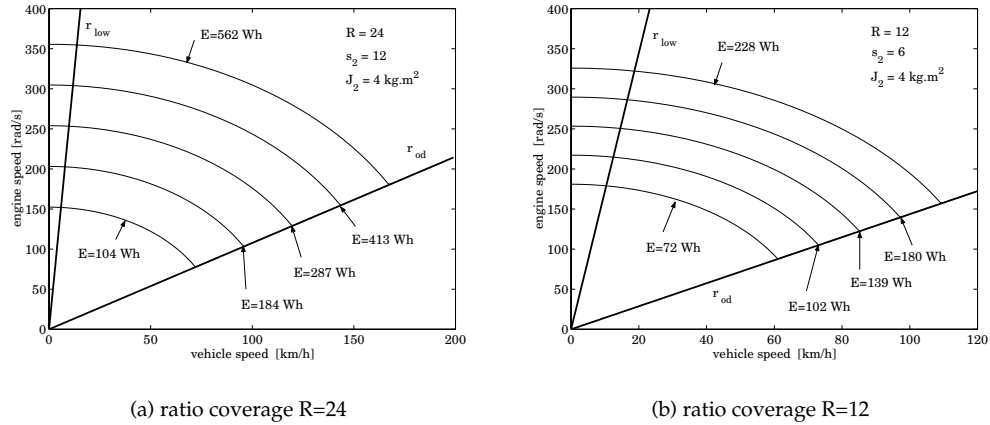 400
350
300
250
200
150
100
50
0
engine speed [rad/s]
r low
E=562 Wh
R = 24
s2 = 12
J2 = 4 kg.m²
r od
E=413 Wh
E=287 Wh
E=184 Wh
E=104 Wh
0 50 100 150 200
vehicle speed [km/h]
(a) ratio coverage R=24
400
350
300
250
200
150
100
50
0
engine speed [rad/s]
r low
E=228 Wh
R = 12
s2 = 6
J2 = 4 kg.m²
E=72 Wh
r od
E=180 Wh
E=139 Wh
E=102 Wh
0 20 40 60 80 100 120
vehicle speed [km/h]
(b) ratio coverage R=12